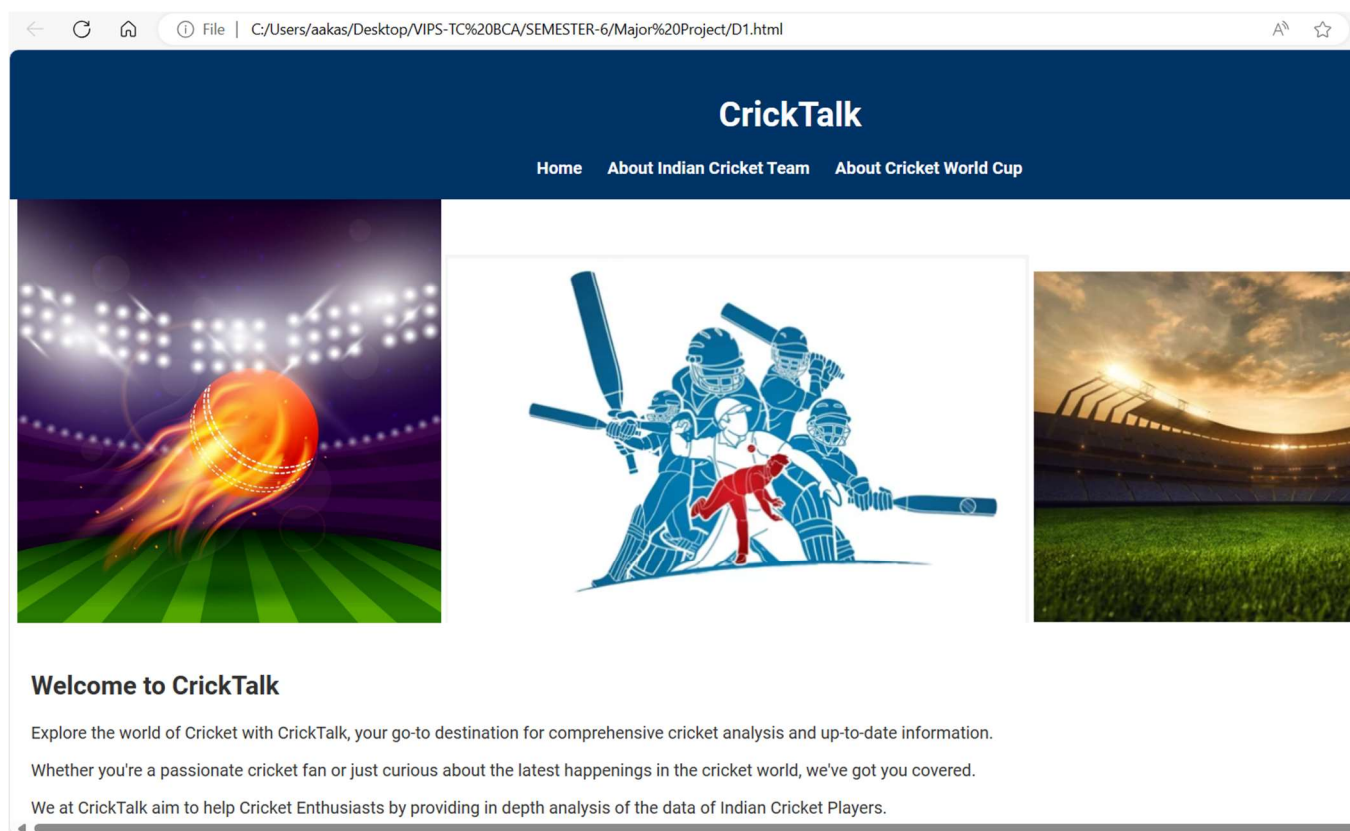 File | C:/Users/aakas/Desktop/VIPS-TC%20BCA/SEMESTER-6/Major%20Project/D1.html
CrickTalk
Home About Indian Cricket Team About Cricket World Cup
Welcome to CrickTalk
Explore the world of Cricket with CrickTalk, your go-to destination for comprehensive cricket analysis and up-to-date information.
Whether you're a passionate cricket fan or just curious about the latest happenings in the cricket world, we've got you covered.
We at CrickTalk aim to help Cricket Enthusiasts by providing in depth analysis of the data of Indian Cricket Players.